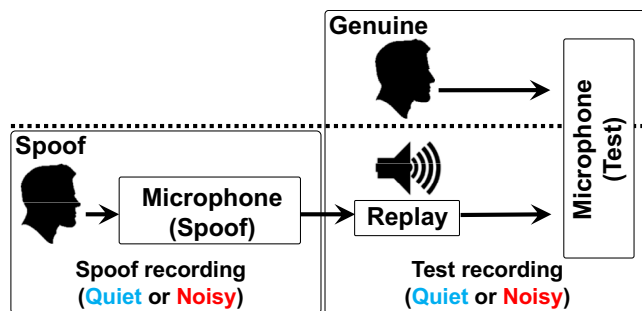 Genuine
Spoof
Microphone
(Spoof)
Replay
Microphone
(Test)
Spoof recording
(Quiet or Noisy)
Test recording
(Quiet or Noisy)